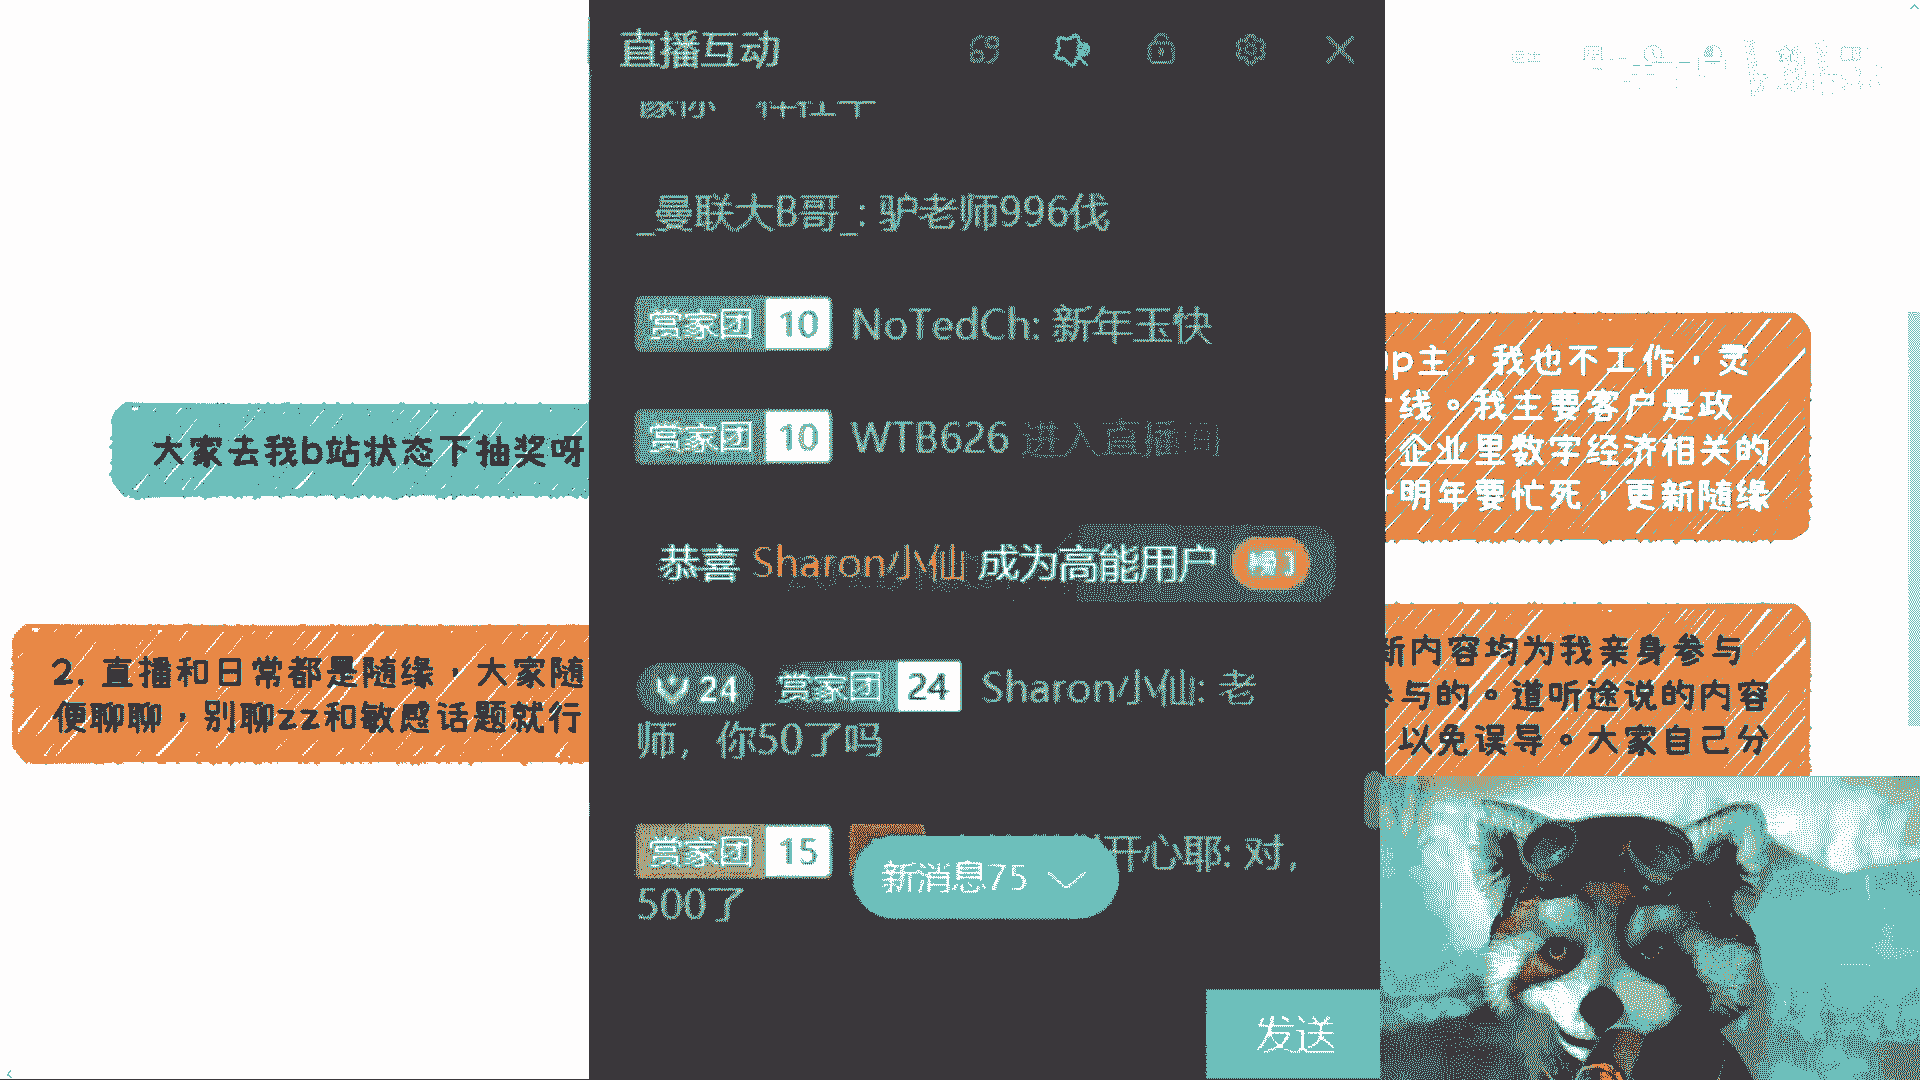 直播互动
_曼联大B哥_: 驴老师996伐
赏家团 10 NoTedCh: 新年玉快
赏家团 10 WTB626 进入直播间
恭喜 Sharon小仙 成为高能用户 榜3
24 赏家团 24 Sharon小仙: 老
师，你50了吗
赏家团 15 开心耶: 对，
500了
新消息75
发送
大家去我b站状态下抽奖呀
2. 直播和日常都是随缘，大家随
便聊聊，别聊zz和敏感话题就行
up主，我也不工作，灵
线。我主要客户是政
企业里数字经济相关的
明年要忙死，更新随缘
新内容均为我亲身参与
参与的。道听途说的内容
以免误导。大家自己分